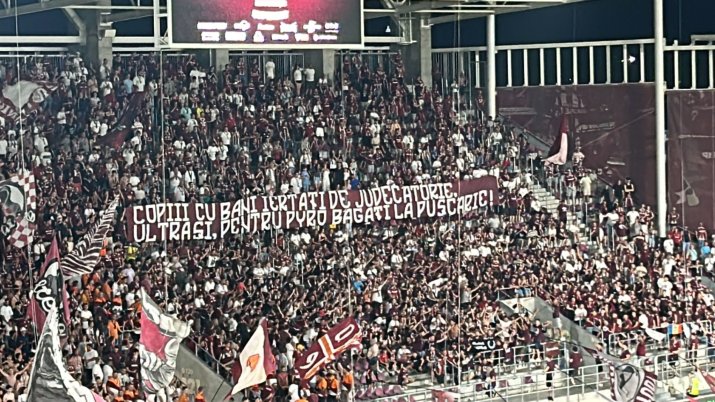 COPIII CU BANI IERTAȚI DE JUDECĂTORIE,
ULTRAȘI, PENTRU PYRO BĂGAȚI LA PUȘCĂRIE!